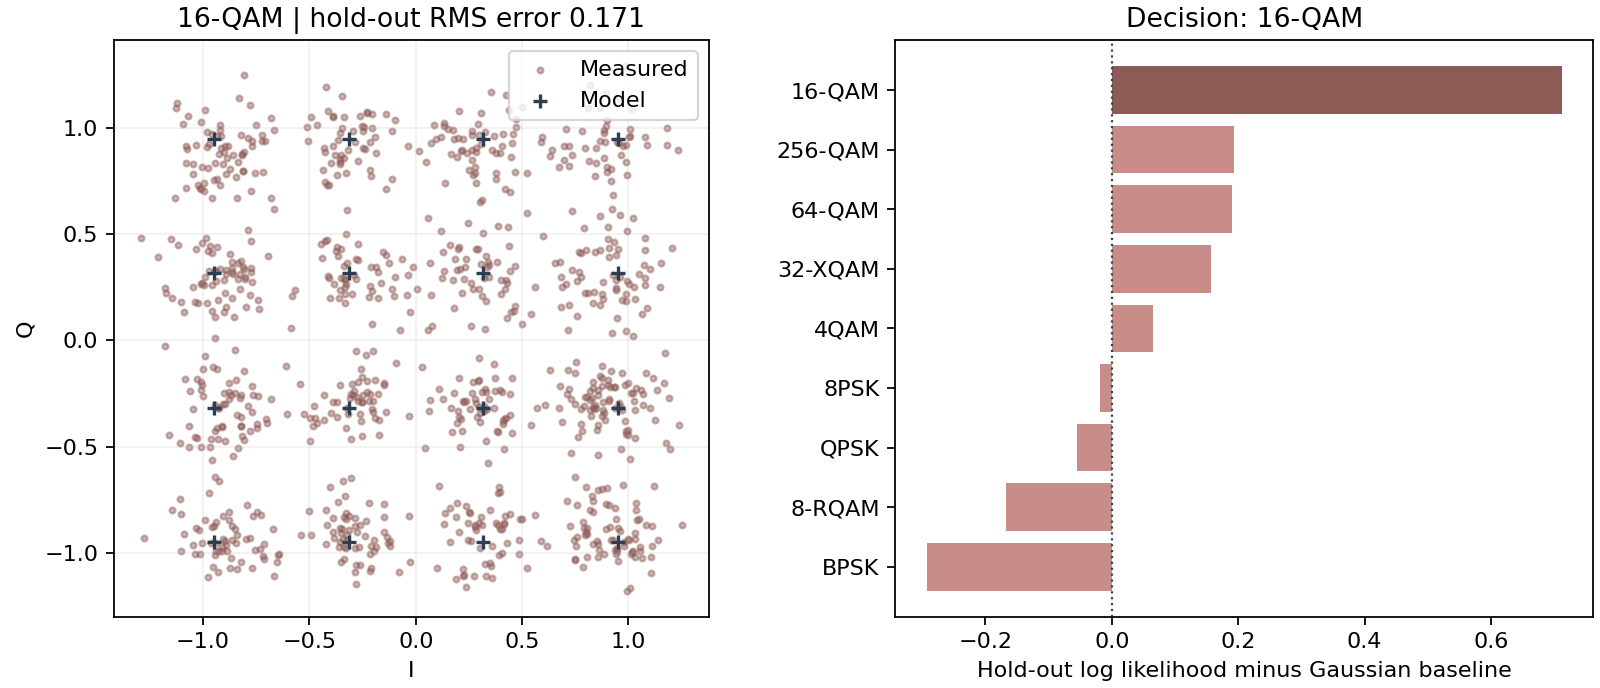 16-QAM | hold-out RMS error 0.171
Measured
Model
1.0
0.5
0.0
−0.5
−1.0
Q
−1.0
−0.5
0.0
0.5
1.0
I
Decision: 16-QAM
16-QAM
256-QAM
64-QAM
32-XQAM
4QAM
8PSK
QPSK
8-RQAM
BPSK
−0.2
0.0
0.2
0.4
0.6
Hold-out log likelihood minus Gaussian baseline